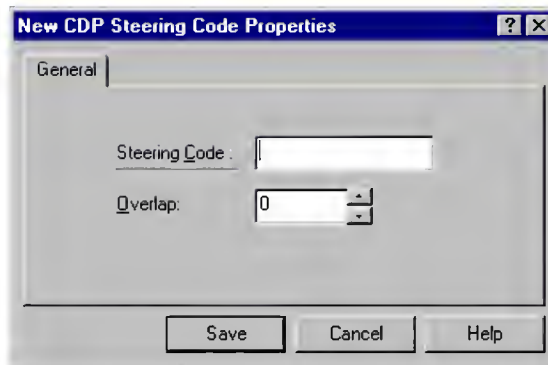 New CDP Steering Code Properties ? ×
General
Steering Code :
Overlap: 0
Save Cancel Help